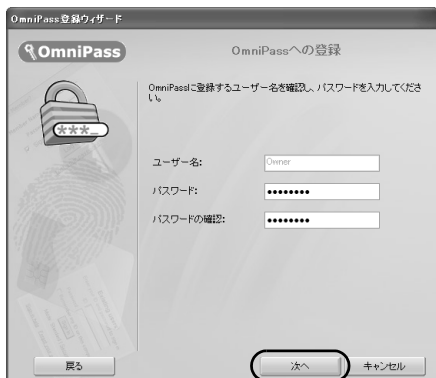 OmniPass登録ウィザード
OmniPass
OmniPassへの登録
OmniPassに登録するユーザー名を確認し、パスワードを入力してくださ
い。
***_
ユーザー名:
Owner
パスワード:
••••••••
パスワードの確認:
••••••••
戻る
次へ
キャンセル